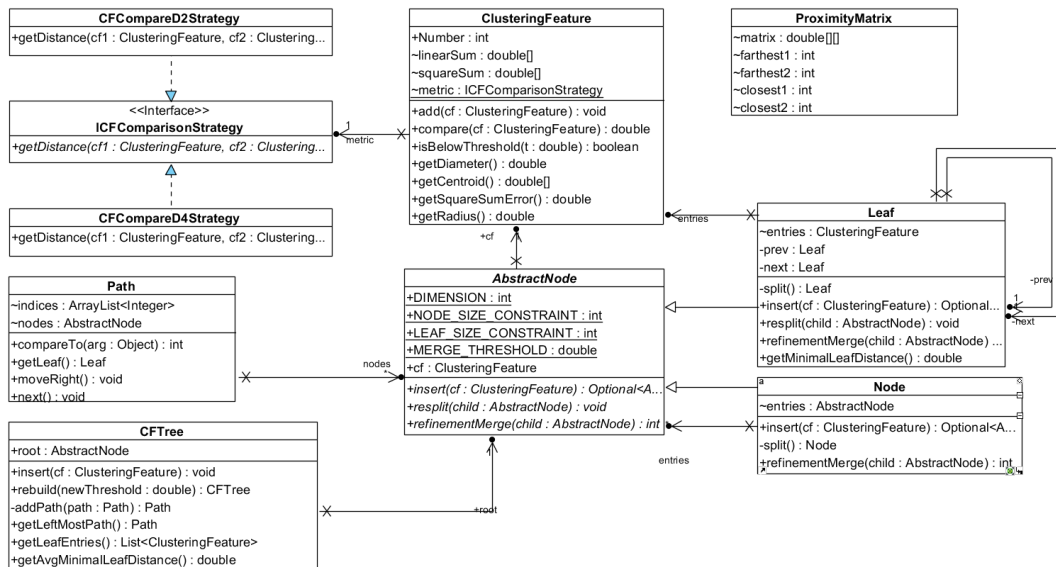 CFCompareD2Strategy
+getDistance(cf1 : ClusteringFeature, cf2 : Clustering...
<<Interface>>
ICFComparisonStrategy
+getDistance(cf1 : ClusteringFeature, cf2 : Clustering...
CFCompareD4Strategy
+getDistance(cf1 : ClusteringFeature, cf2 : Clustering...
1
metric
ClusteringFeature
+Number : int
~linearSum : double[]
~squareSum : double[]
~metric : ICFComparisonStrategy
+add(cf : ClusteringFeature) : void
+compare(cf : ClusteringFeature) : double
+isBelowThreshold(t : double) : boolean
+getDiameter() : double
+getCentroid() : double[]
+getSquareSumError() : double
+getRadius() : double
ProximityMatrix
~matrix : double[][]
~farthest1 : int
~farthest2 : int
~closest1 : int
~closest2 : int
entries
+cf
Leaf
~entries : ClusteringFeature
-prev : Leaf
-next : Leaf
-split() : Leaf
+insert(cf : ClusteringFeature) : Optional...
+resplit(child : AbstractNode) : void
+refinementMerge(child : AbstractNode) ...
+getMinimalLeafDistance() : double
-prev
1
-next
Path
~indices : ArrayList<Integer>
~nodes : AbstractNode
+compareTo(arg : Object) : int
+getLeaf() : Leaf
+moveRight() : void
+next() : void
nodes
*
AbstractNode
+DIMENSION : int
+NODE_SIZE_CONSTRAINT : int
+LEAF_SIZE_CONSTRAINT : int
+MERGE_THRESHOLD : double
+cf : ClusteringFeature
+insert(cf : ClusteringFeature) : Optional<A...
+resplit(child : AbstractNode) : void
+refinementMerge(child : AbstractNode) : int
a
Node
~entries : AbstractNode
+insert(cf : ClusteringFeature) : Optional<A...
-split() : Node
+refinementMerge(child : AbstractNode) : int
entries
CFTree
+root : AbstractNode
+insert(cf : ClusteringFeature) : void
+rebuild(newThreshold : double) : CFTree
-addPath(path : Path) : Path
+getLeftMostPath() : Path
+getLeafEntries() : List<ClusteringFeature>
+getAvgMinimalLeafDistance() : double
1
+root